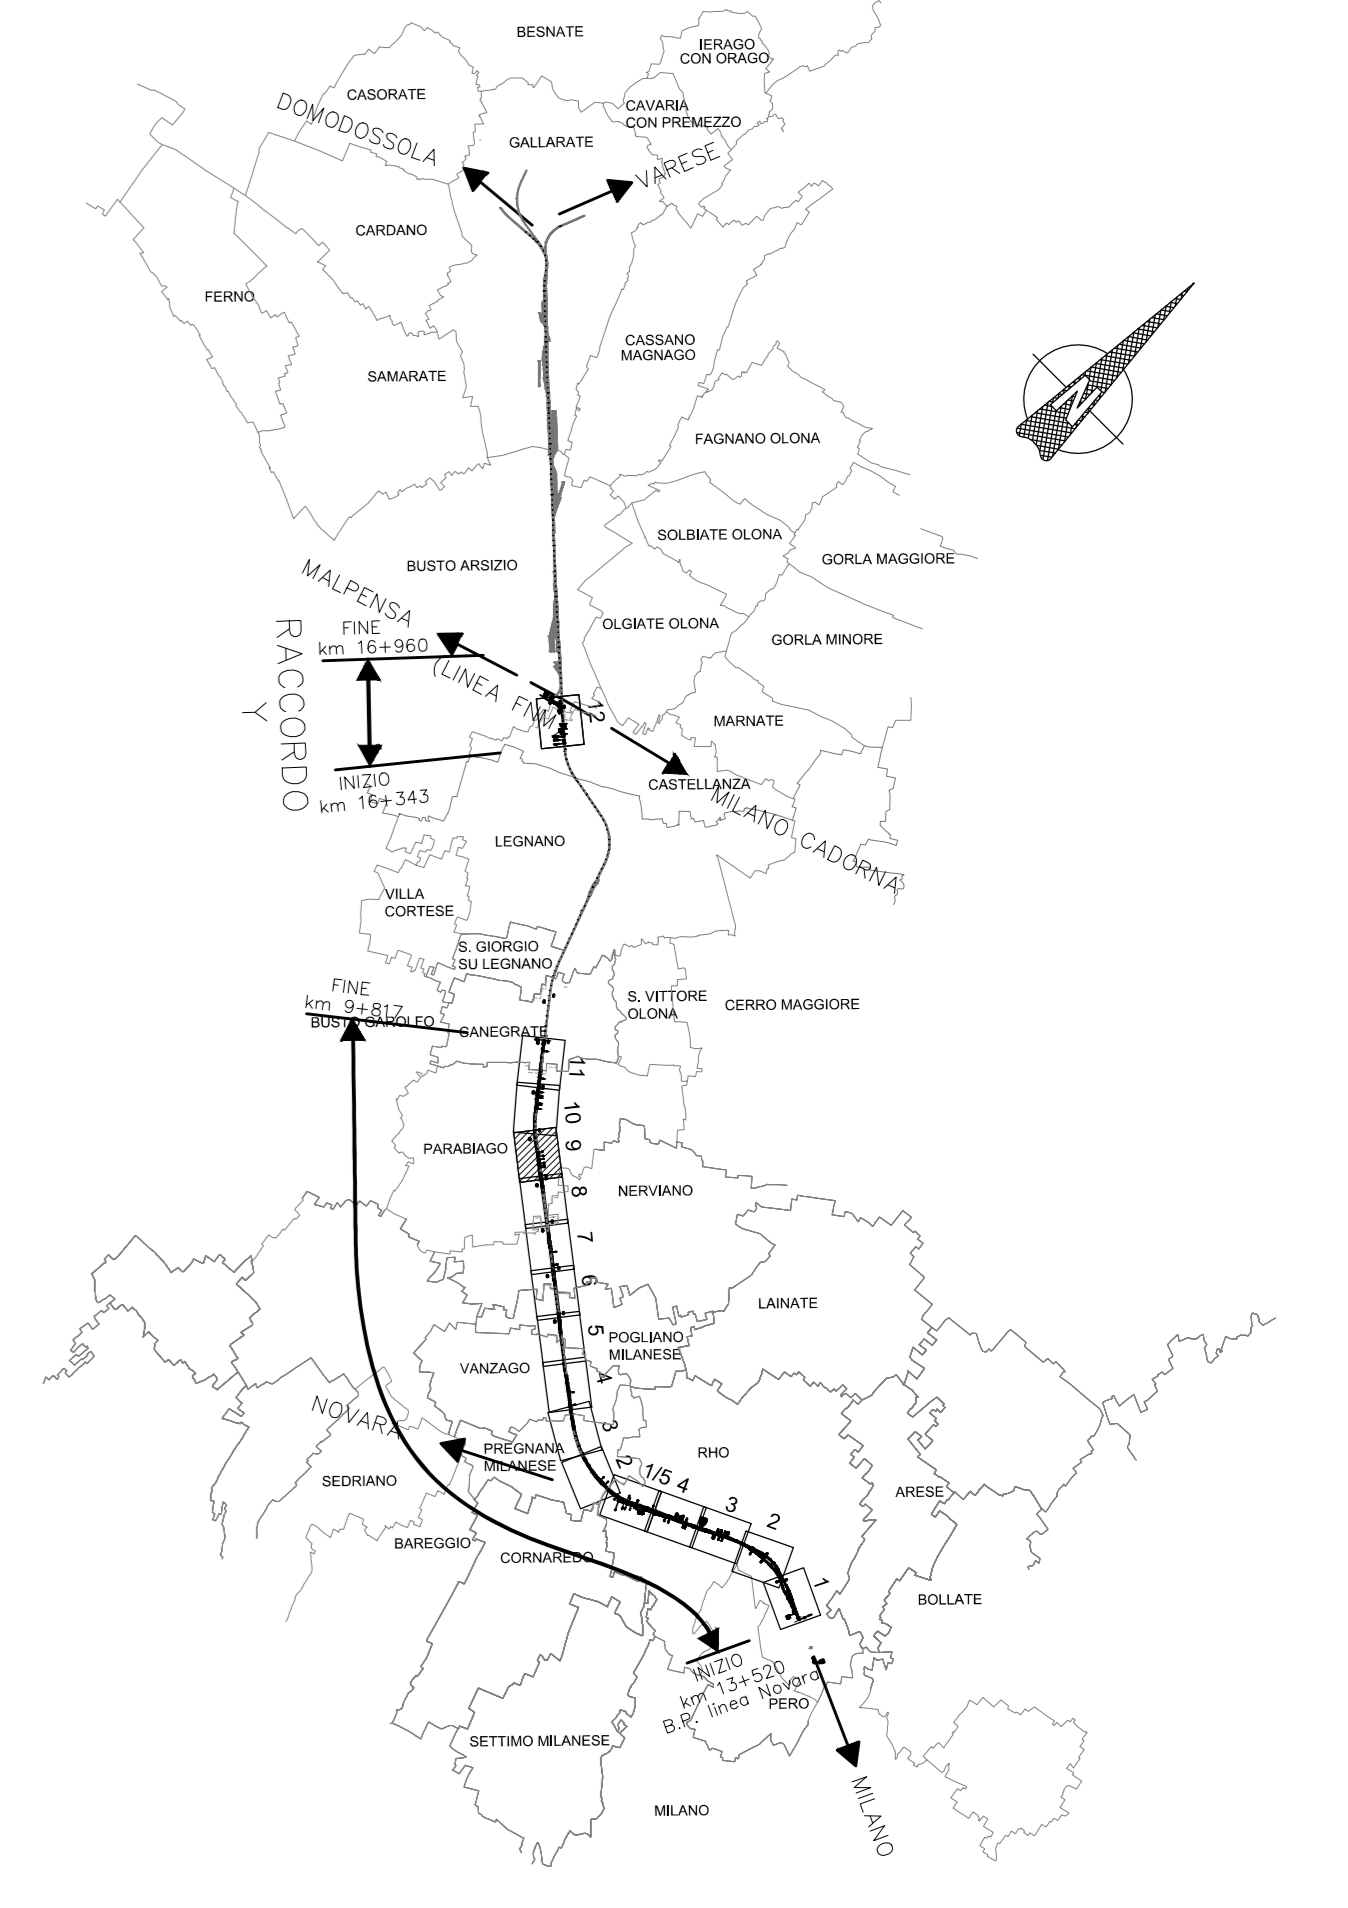 BESNATE
IERAGO
CON ORAGO
CASORATE
CAVARIA
CON PREMEZZO
DOMODOSSOLA
GALLARATE
VARESE
CARDANO
FERNO
CASSANO
MAGNAGO
SAMARATE
N
FAGNANO OLONA
SOLBIATE OLONA
GORLA MAGGIORE
BUSTO ARSIZIO
MALPENSA
OLGIATE OLONA
GORLA MINORE
FINE
km 16+960
RACCORDO
Y
(LINEA FNM)
12
MARNATE
INIZIO
km 16+343
CASTELLANZA
MILANO CADORNA
LEGNANO
VILLA
CORTESE
S. GIORGIO
SU LEGNANO
FINE
km 9+817
BUSTO GAROLFO
CANEGRATE
S. VITTORE
OLONA
CERRO MAGGIORE
11
10
9
PARABIAGO
8
NERVIANO
7
6
LAINATE
5
POGLIANO
MILANESE
VANZAGO
4
NOVARA
3
PREGNANA
MILANESE
RHO
2
1/5
4
3
2
1
SEDRIANO
ARESE
BAREGGIO
CORNAREDO
BOLLATE
INIZIO
km 13+520
B.P. linea Novara
PERO
SETTIMO MILANESE
MILANO
MILANO